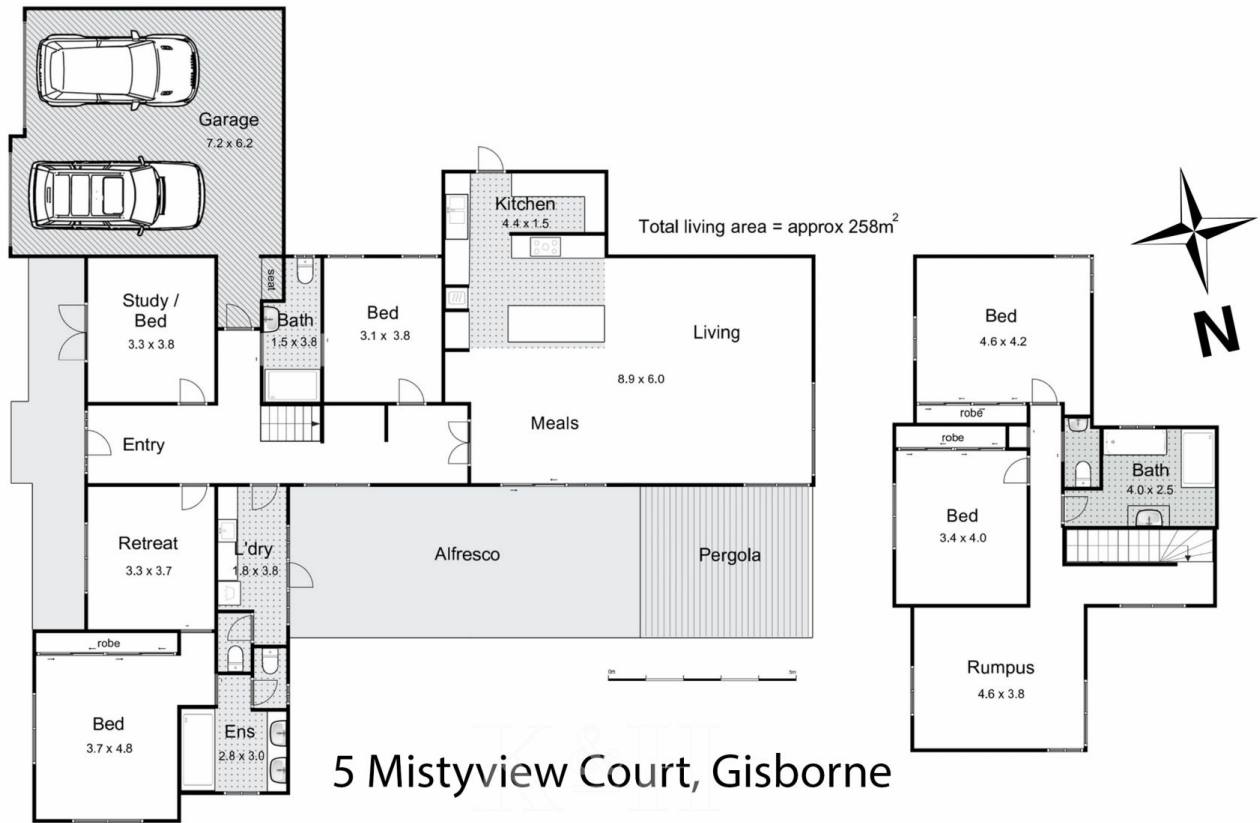 Garage
7.2 x 6.2
Kitchen
4.4 x 1.5
Total living area = approx 258m²
seat
Study /
Bed
3.3 x 3.8
Bath
1.5 x 3.8
Bed
3.1 x 3.8
Living
8.9 x 6.0
Meals
Entry
Retreat
3.3 x 3.7
L'dry
1.8 x 3.8
Alfresco
Pergola
robe
Bed
3.7 x 4.8
Ens
2.8 x 3.0
0m
5m
N
Bed
4.6 x 4.2
robe
robe
Bath
4.0 x 2.5
Bed
3.4 x 4.0
Rumpus
4.6 x 3.8
K & H
5 Mistyview Court, Gisborne